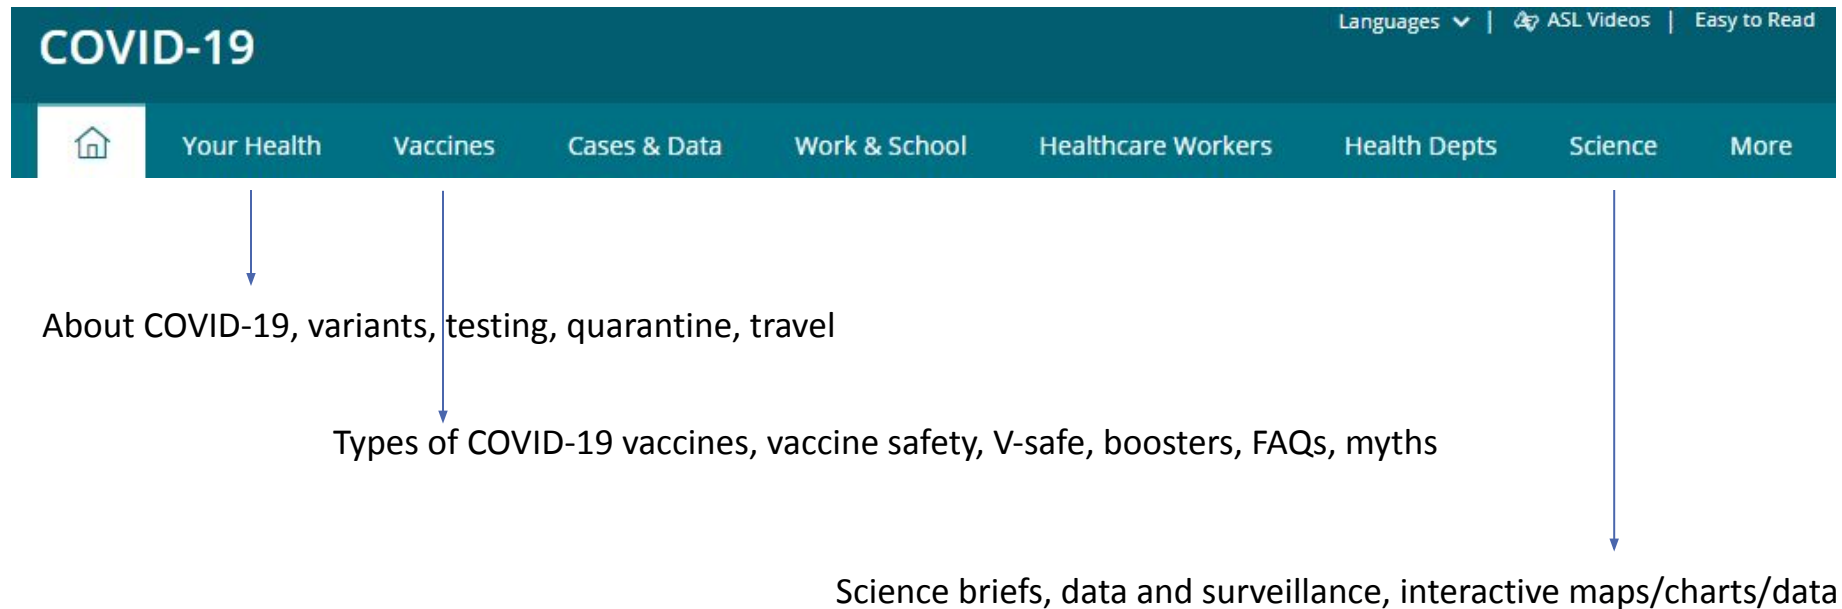 Languages | ASL Videos | Easy to Read
COVID-19
Your Health Vaccines Cases & Data Work & School Healthcare Workers Health Depts Science More
About COVID-19, variants, testing, quarantine, travel
Types of COVID-19 vaccines, vaccine safety, V-safe, boosters, FAQs, myths
Science briefs, data and surveillance, interactive maps/charts/data